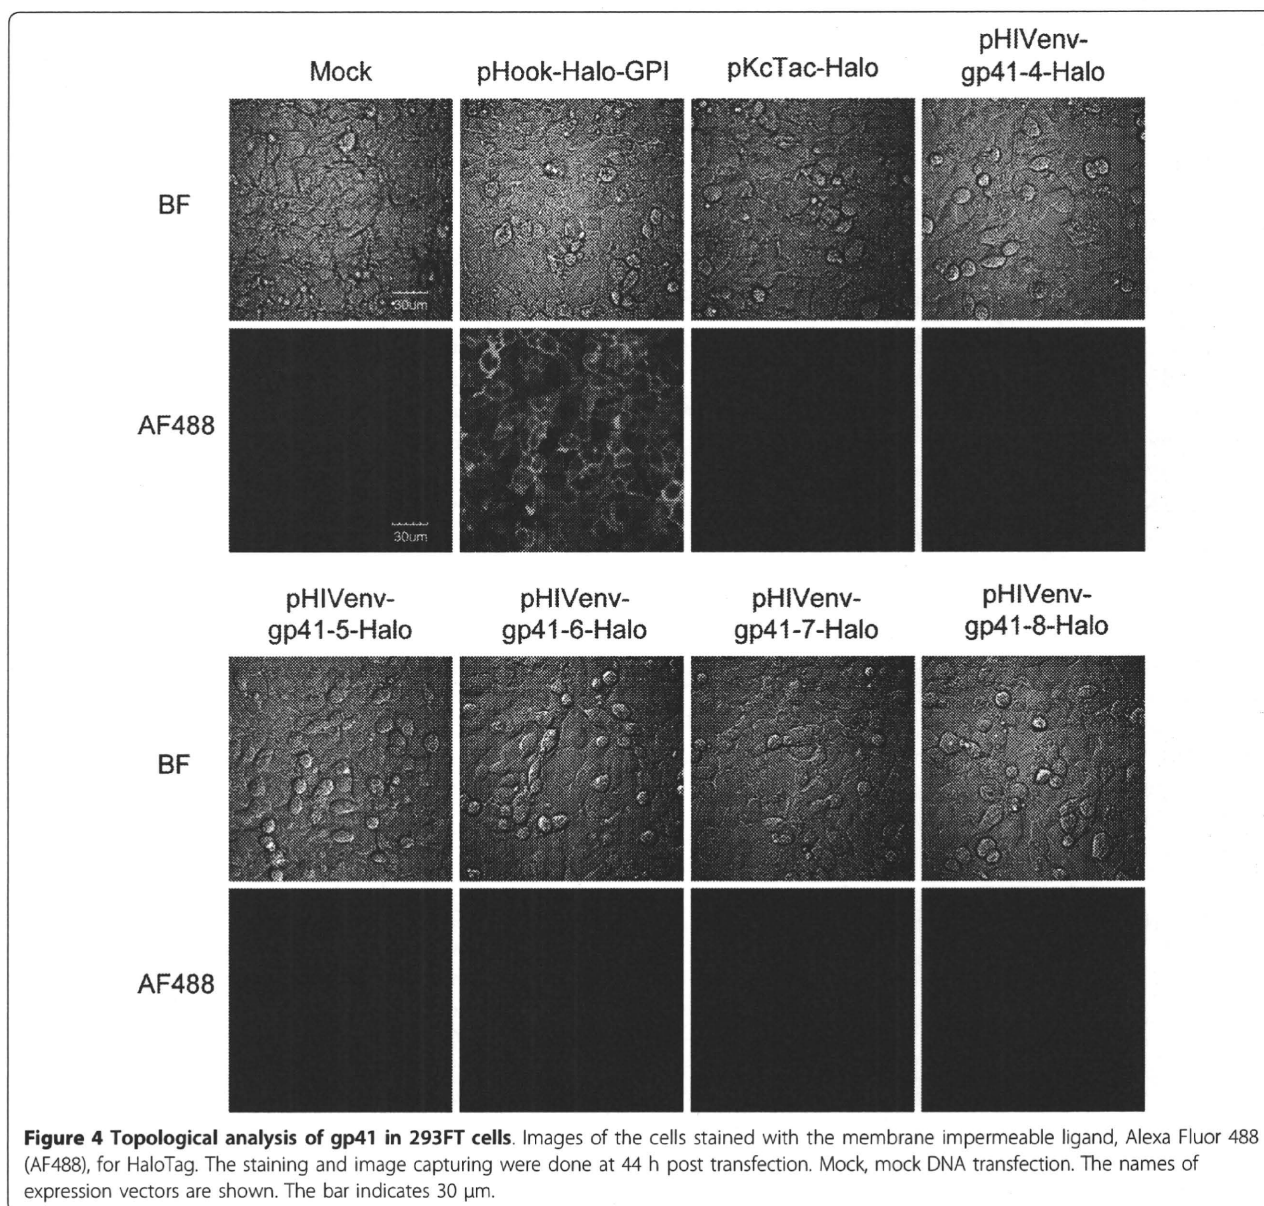 Mock
pHook-Halo-GPI
pKcTac-Halo
pHIVenv-
gp41-4-Halo
BF
30um
AF488
30um
pHIVenv-
gp41-5-Halo
pHIVenv-
gp41-6-Halo
pHIVenv-
gp41-7-Halo
pHIVenv-
gp41-8-Halo
BF
AF488
Figure 4 Topological analysis of gp41 in 293FT cells. Images of the cells stained with the membrane impermeable ligand, Alexa Fluor 488
(AF488), for HaloTag. The staining and image capturing were done at 44 h post transfection. Mock, mock DNA transfection. The names of
expression vectors are shown. The bar indicates 30 μm.